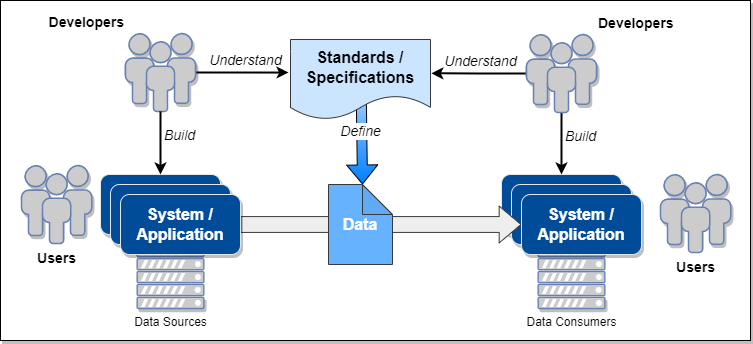 Developers
Developers
Understand
Standards /
Specifications
Understand
Build
Define
Build
System /
Application
Data
System /
Application
Users
Users
Data Sources
Data Consumers